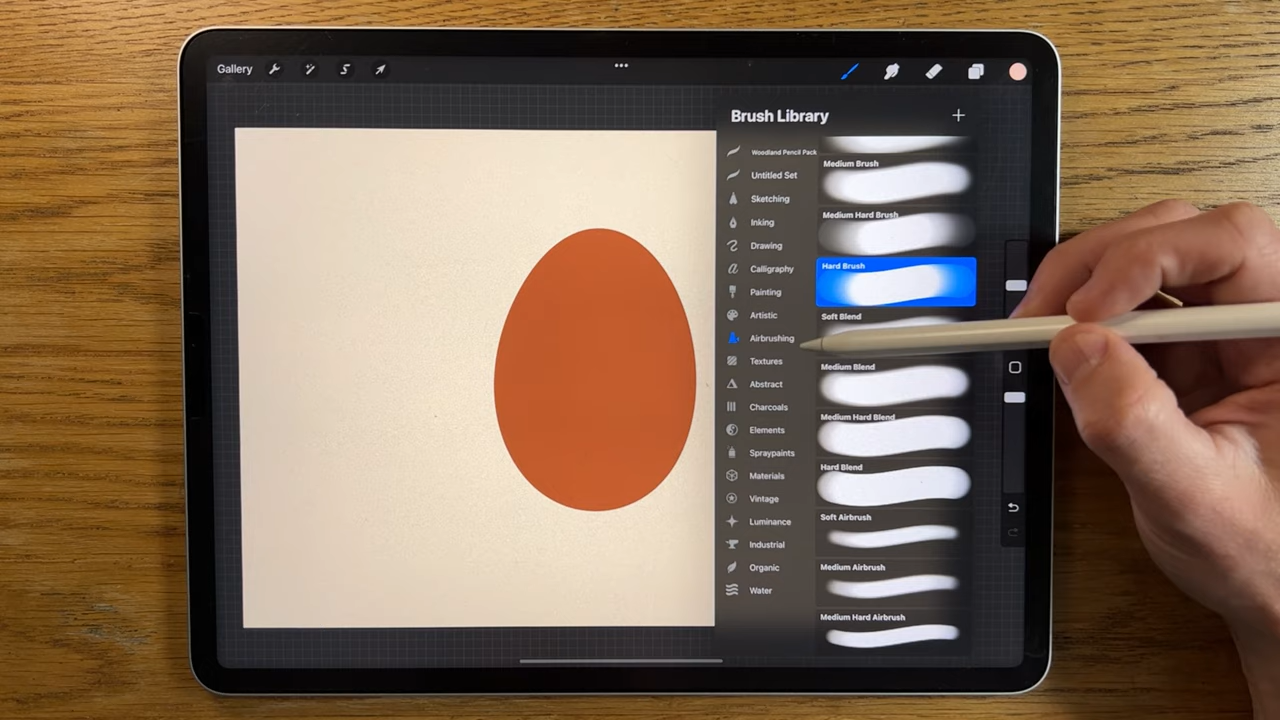 Gallery
Brush Library
Woodland Pencil Pack
Untitled Set
Sketching
Inking
Drawing
Calligraphy
Painting
Artistic
Airbrushing
Textures
Abstract
Charcoals
Elements
Spraypaints
Materials
Vintage
Luminance
Industrial
Organic
Water
Medium Brush
Medium Hard Brush
Hard Brush
Soft Blend
Medium Blend
Medium Hard Blend
Hard Blend
Soft Airbrush
Medium Airbrush
Medium Hard Airbrush